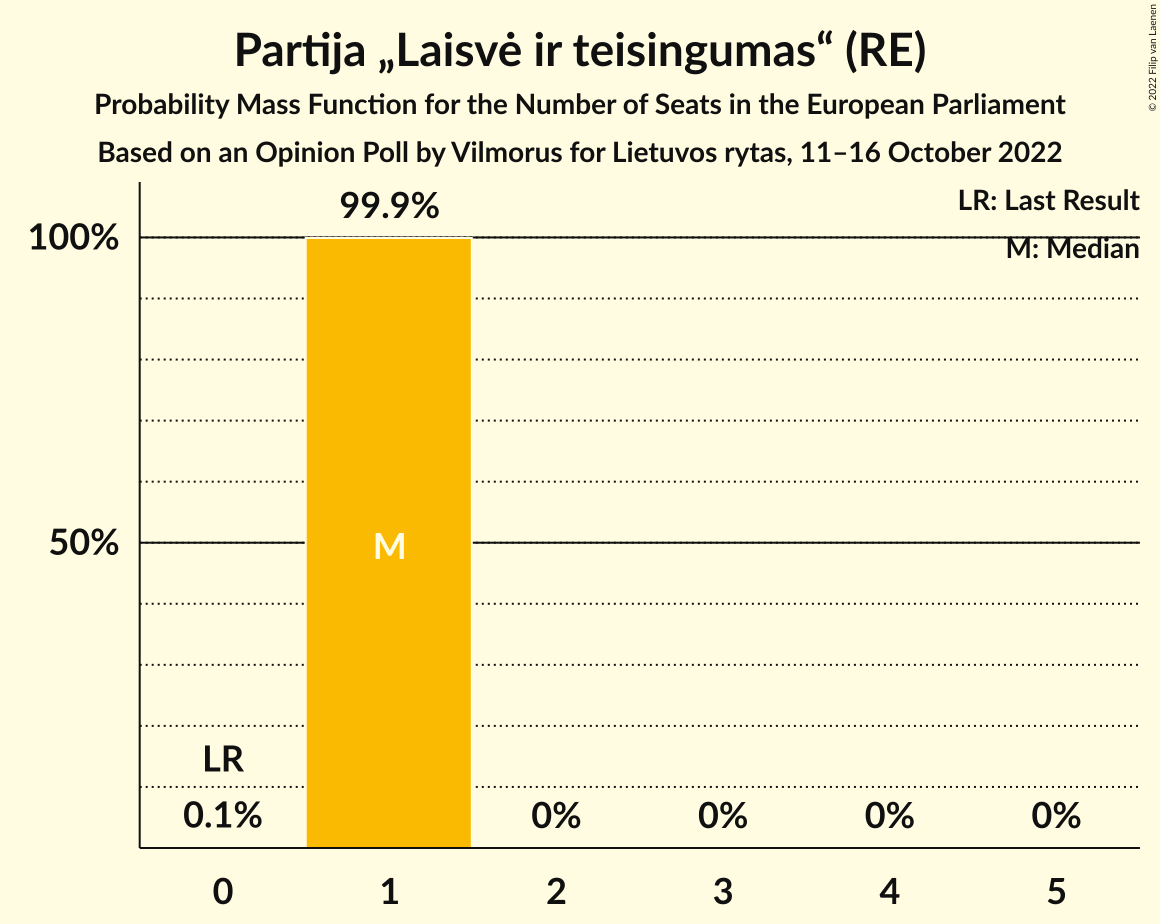 Partija „Laisvė ir teisingumas“ (RE)
Probability Mass Function for the Number of Seats in the European Parliament
Based on an Opinion Poll by Vilmorus for Lietuvos rytas, 11–16 October 2022
© 2022 Filip van Laenen
LR: Last Result
M: Median
99.9%
100%
50%
M
LR
0.1%
0%
0%
0%
0%
0
1
2
3
4
5